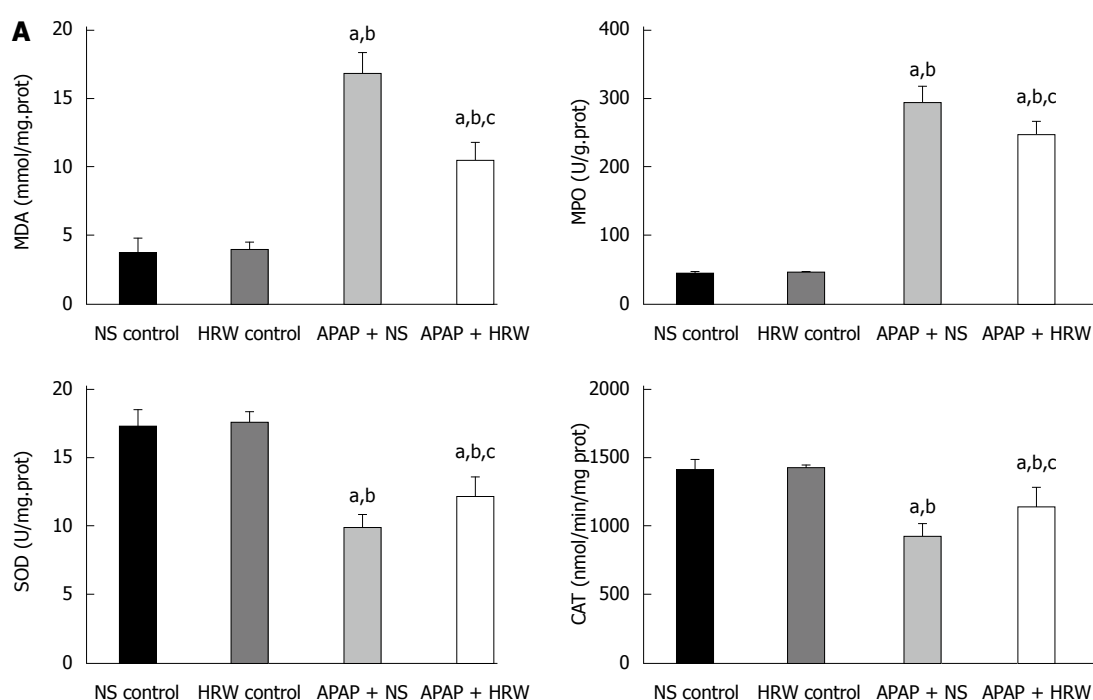 A
MDA (mmol/mg.prot)
20
15
10
5
0
a,b
a,b,c
NS control HRW control APAP + NS APAP + HRW
MPO (U/g.prot)
400
300
200
100
0
a,b
a,b,c
NS control HRW control APAP + NS APAP + HRW
SOD (U/mg.prot)
20
15
10
5
0
a,b
a,b,c
NS control HRW control APAP + NS APAP + HRW
CAT (nmol/min/mg prot)
2000
1500
1000
500
0
a,b
a,b,c
NS control HRW control APAP + NS APAP + HRW